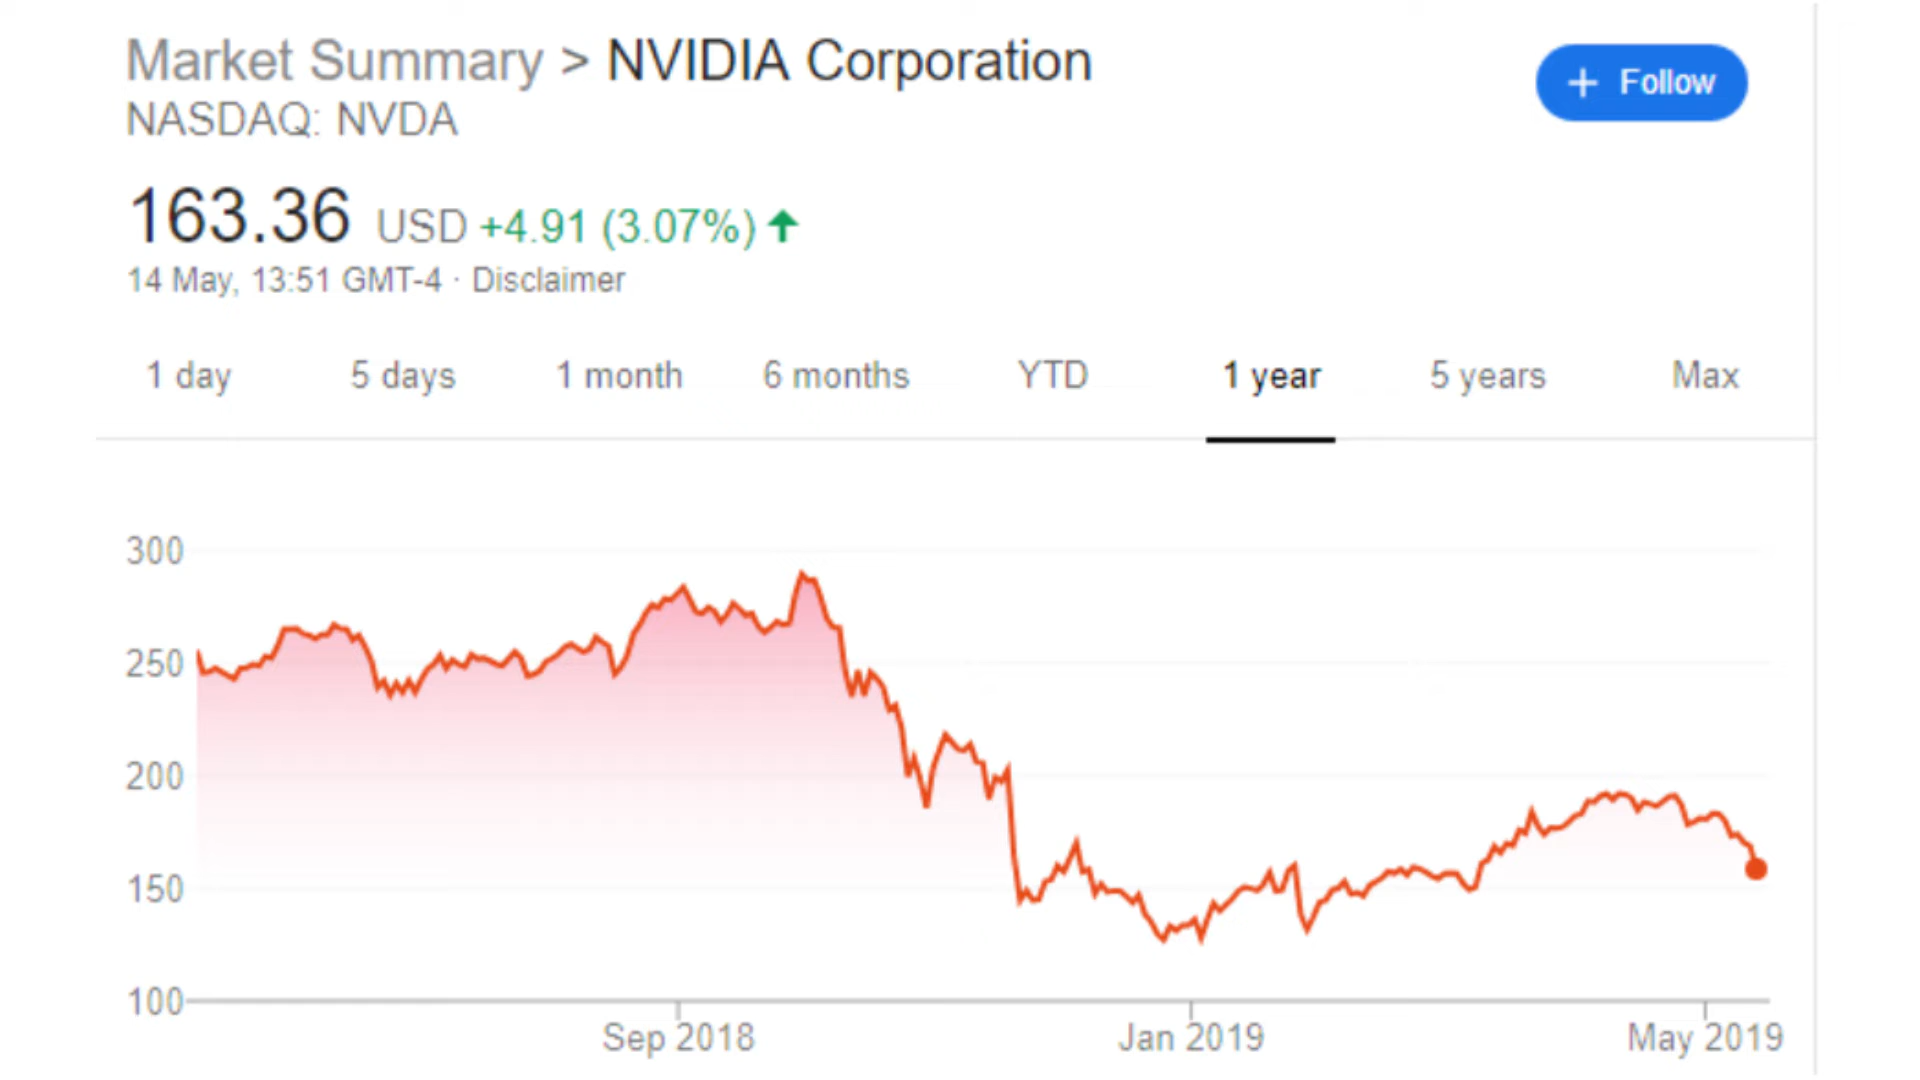 Market Summary > NVIDIA Corporation
+ Follow
NASDAQ: NVDA
163.36 USD +4.91 (3.07%)
14 May, 13:51 GMT-4 · Disclaimer
1 day 5 days 1 month 6 months YTD 1 year 5 years Max
300
250
200
150
100
Sep 2018 Jan 2019 May 2019